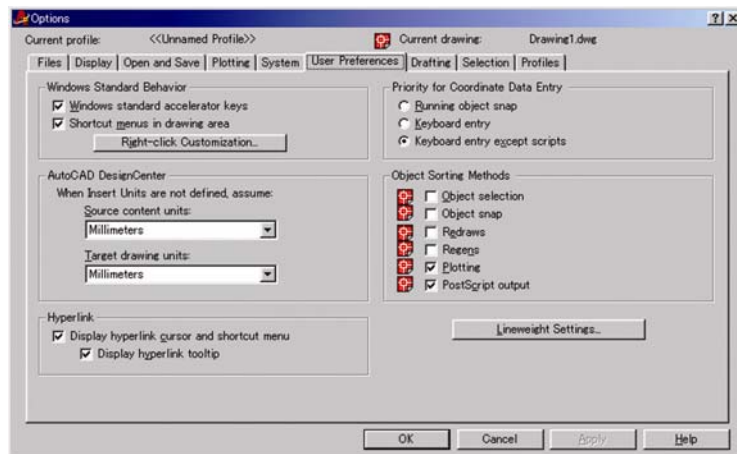 Options
Current profile: <<Unnamed Profile>> Current drawing: Drawing1.dwg
Files Display Open and Save Plotting System User Preferences Drafting Selection Profiles
Windows Standard Behavior
Windows standard accelerator keys
Shortcut menus in drawing area
Right-click Customization...
AutoCAD DesignCenter
When Insert Units are not defined, assume:
Source content units:
Millimeters
Target drawing units:
Millimeters
Hyperlink
Display hyperlink cursor and shortcut menu
Display hyperlink tooltip
Priority for Coordinate Data Entry
Running object snap
Keyboard entry
Keyboard entry except scripts
Object Sorting Methods
Object selection
Object snap
Redraws
Regens
Plotting
PostScript output
Lineweight Settings...
OK Cancel Apply Help